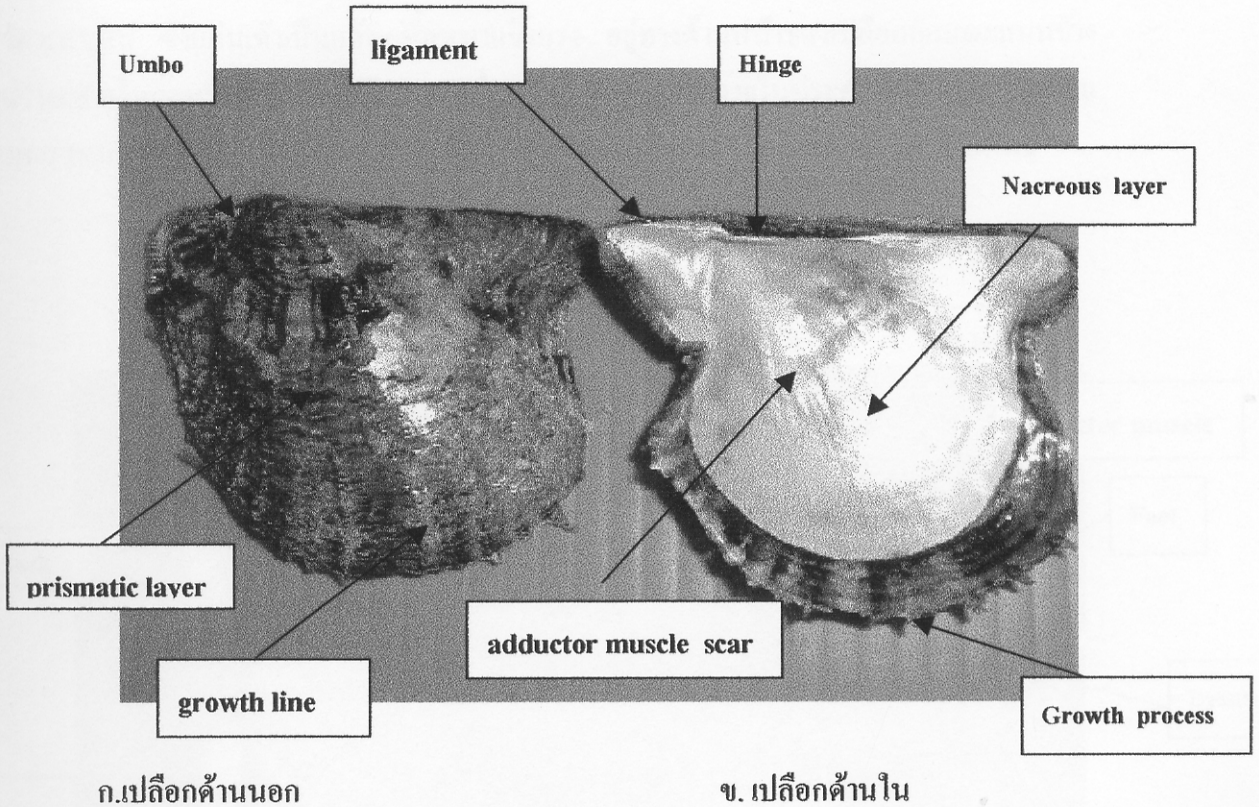 Umbo
ligament
Hinge
Nacreous layer
prismatic layer
growth line
adductor muscle scar
Growth process
ก.เปลือกด้านนอก
ข. เปลือกด้านใน